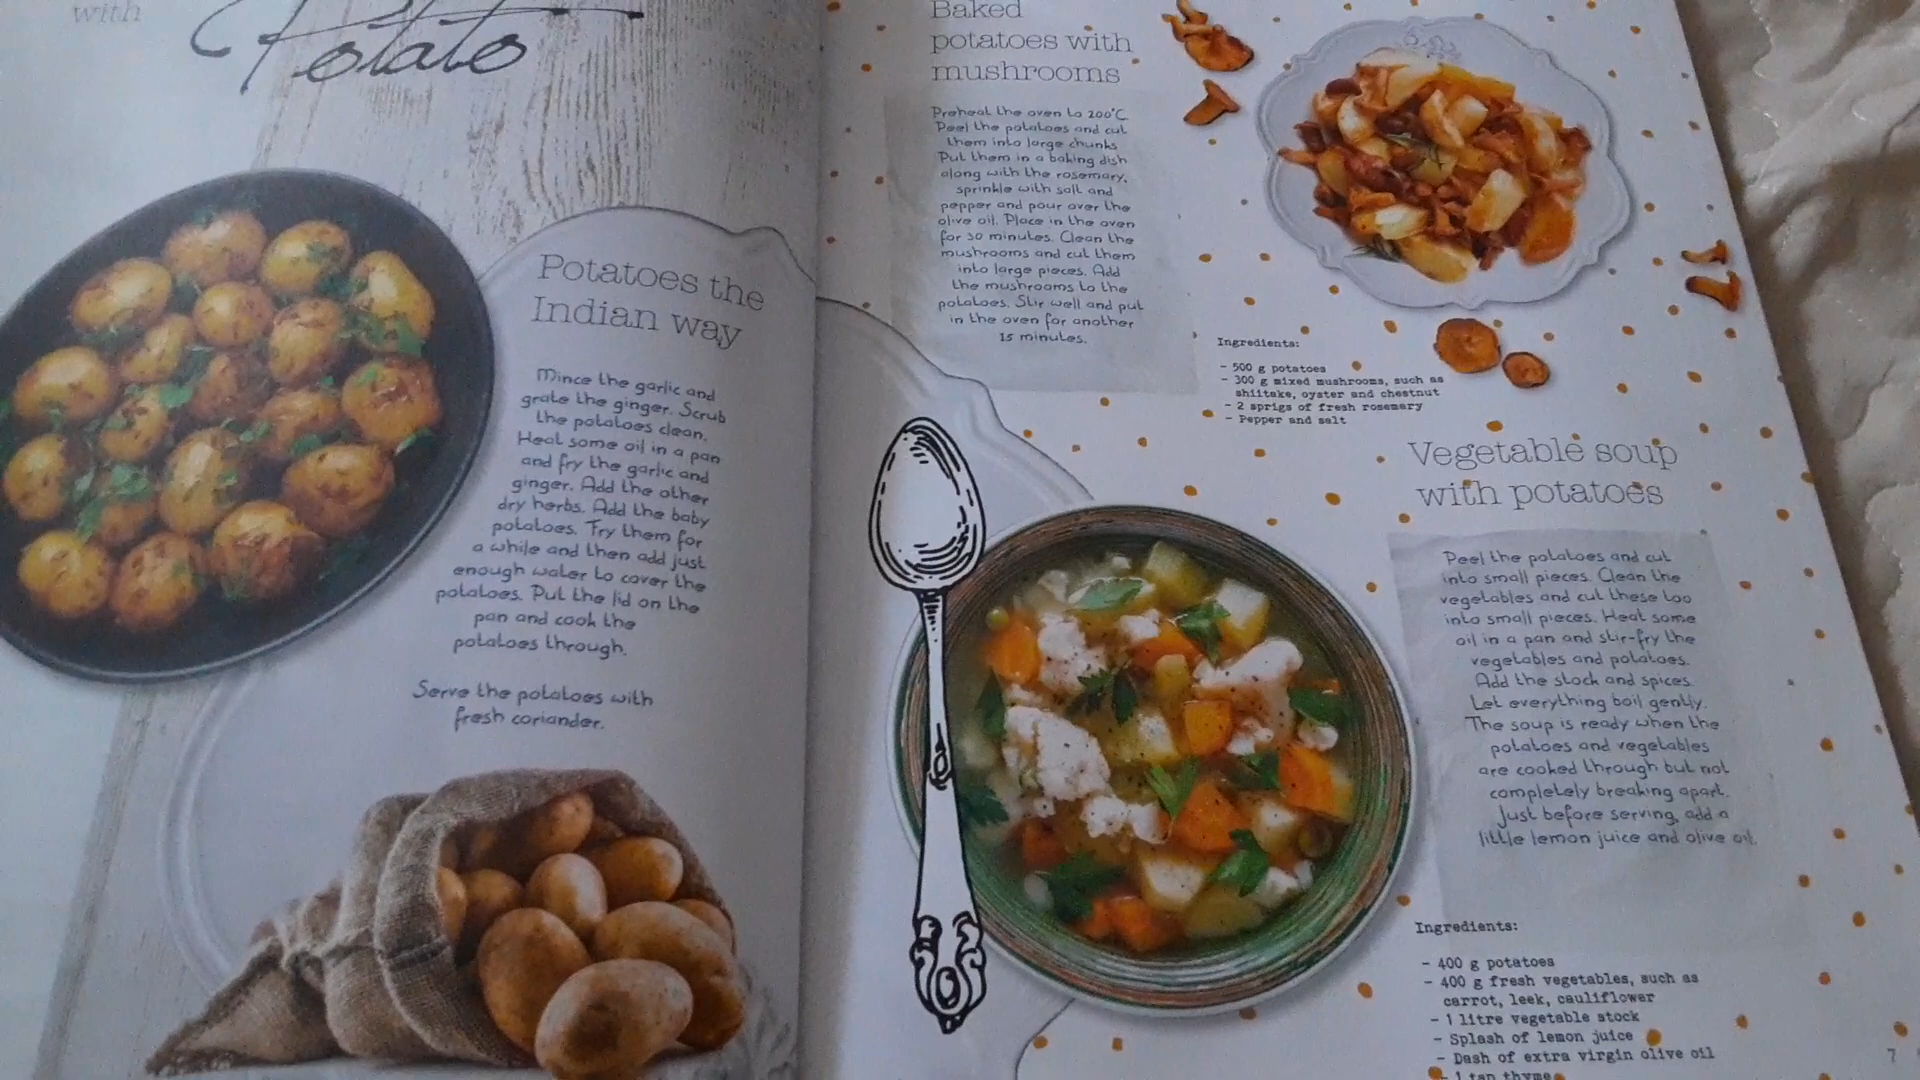 with
Potato
Potatoes the
Indian way
Mince the garlic and
grate the ginger. Scrub
the potatoes clean.
Heat some oil in a pan
and fry the garlic and
ginger. Add the other
dry herbs. Add the baby
potatoes. Fry them for
a while and then add just
enough water to cover the
potatoes. Put the lid on the
pan and cook the
potatoes through.
Serve the potatoes with
fresh coriander.
Baked
potatoes with
mushrooms
Preheat the oven to 200°C.
Peel the potatoes and cut
them into large chunks
Put them in a baking dish
along with the rosemary,
sprinkle with salt and
pepper and pour over the
olive oil. Place in the oven
for 30 minutes. Clean the
mushrooms and cut them
into large pieces. Add
the mushrooms to the
potatoes. Stir well and put
in the oven for another
15 minutes.
Ingredients:
- 500 g potatoes
- 300 g mixed mushrooms, such as
shiitake, oyster and chestnut
- 2 sprigs of fresh rosemary
- Pepper and salt
Vegetable soup
with potatoes
Peel the potatoes and cut
into small pieces. Clean the
vegetables and cut these too
into small pieces. Heat some
oil in a pan and stir-fry the
vegetables and potatoes.
Add the stock and spices.
Let everything boil gently.
The soup is ready when the
potatoes and vegetables
are cooked through but not
completely breaking apart.
Just before serving, add a
little lemon juice and olive oil.
Ingredients:
- 400 g potatoes
- 400 g fresh vegetables, such as
carrot, leek, cauliflower
- 1 litre vegetable stock
- Splash of lemon juice
- Dash of extra virgin olive oil
- 1 tsp thyme
7